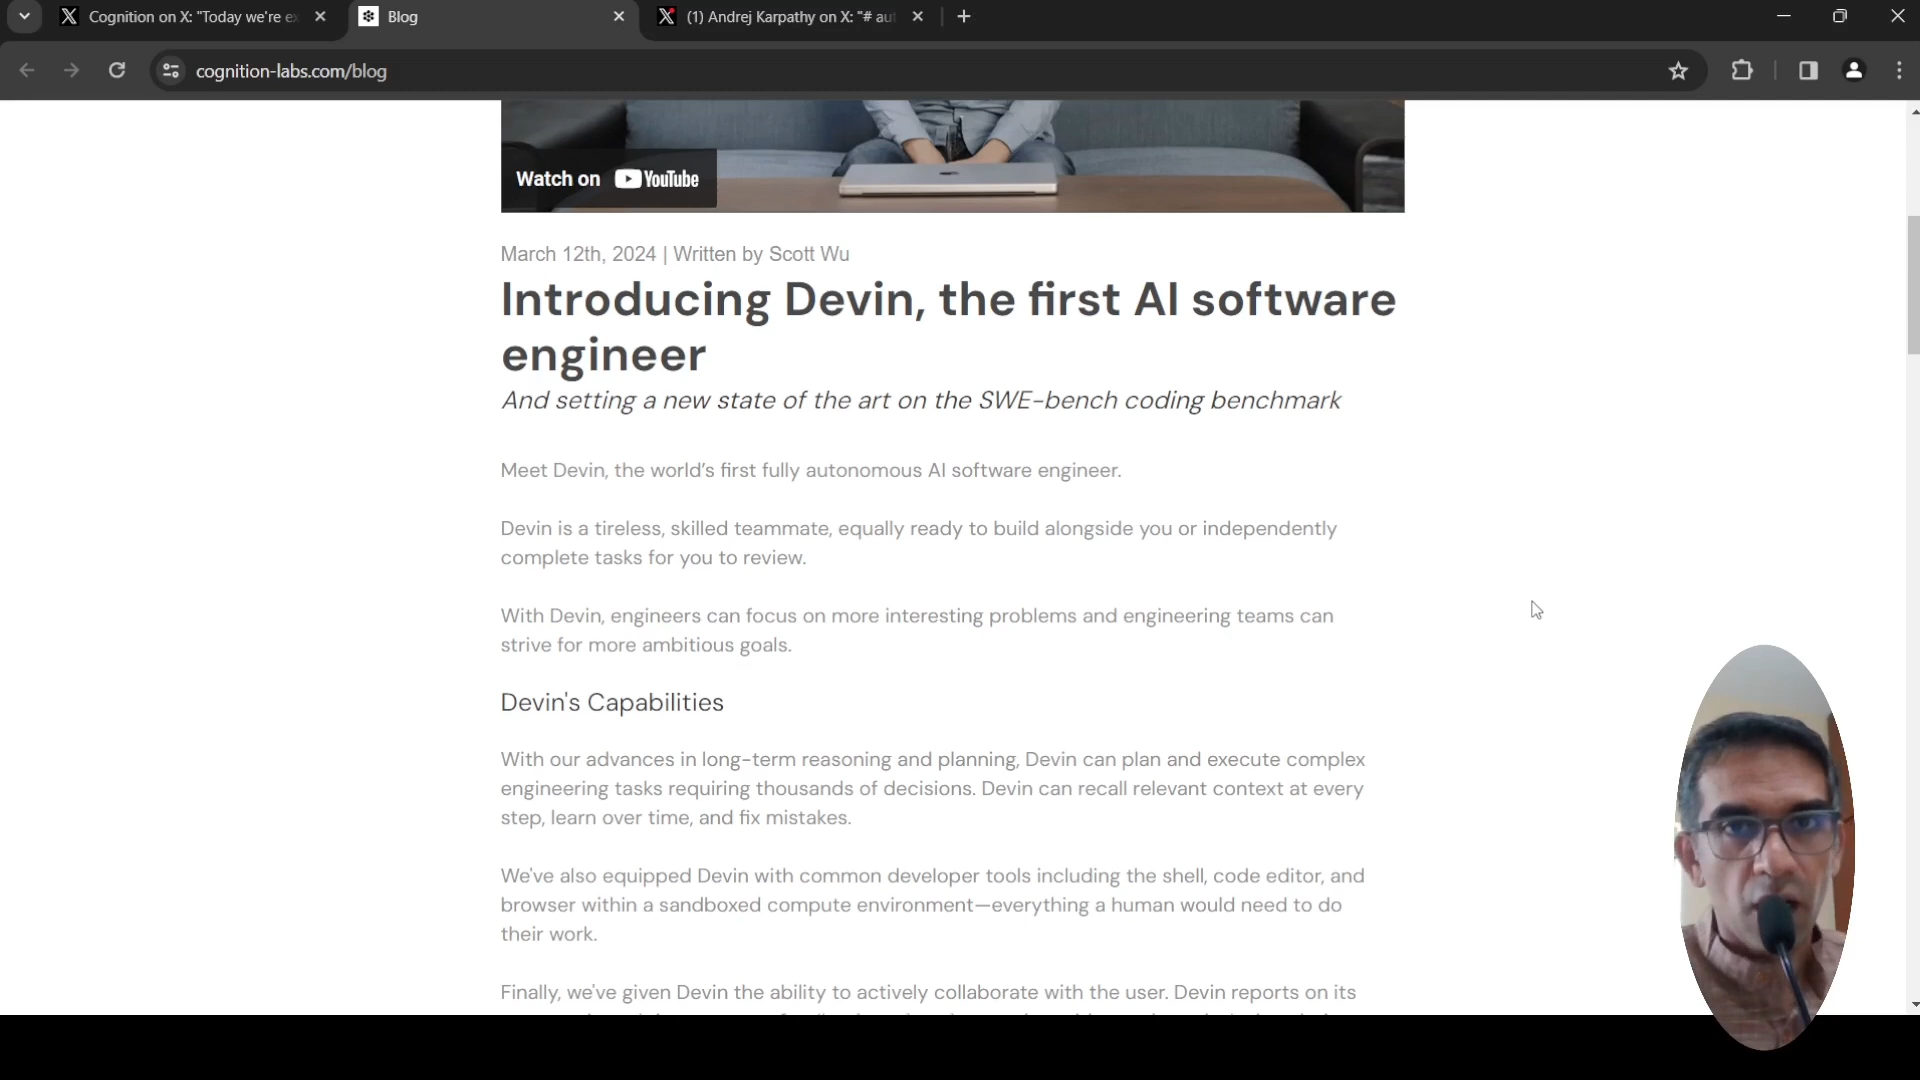 Cognition on X: "Today we're ex
Blog
(1) Andrej Karpathy on X: "# aut
cognition-labs.com/blog
Watch on YouTube
March 12th, 2024 | Written by Scott Wu
Introducing Devin, the first AI software
engineer
And setting a new state of the art on the SWE-bench coding benchmark
Meet Devin, the world's first fully autonomous AI software engineer.
Devin is a tireless, skilled teammate, equally ready to build alongside you or independently
complete tasks for you to review.
With Devin, engineers can focus on more interesting problems and engineering teams can
strive for more ambitious goals.
Devin's Capabilities
With our advances in long-term reasoning and planning, Devin can plan and execute complex
engineering tasks requiring thousands of decisions. Devin can recall relevant context at every
step, learn over time, and fix mistakes.
We've also equipped Devin with common developer tools including the shell, code editor, and
browser within a sandboxed compute environment—everything a human would need to do
their work.
Finally, we've given Devin the ability to actively collaborate with the user. Devin reports on its